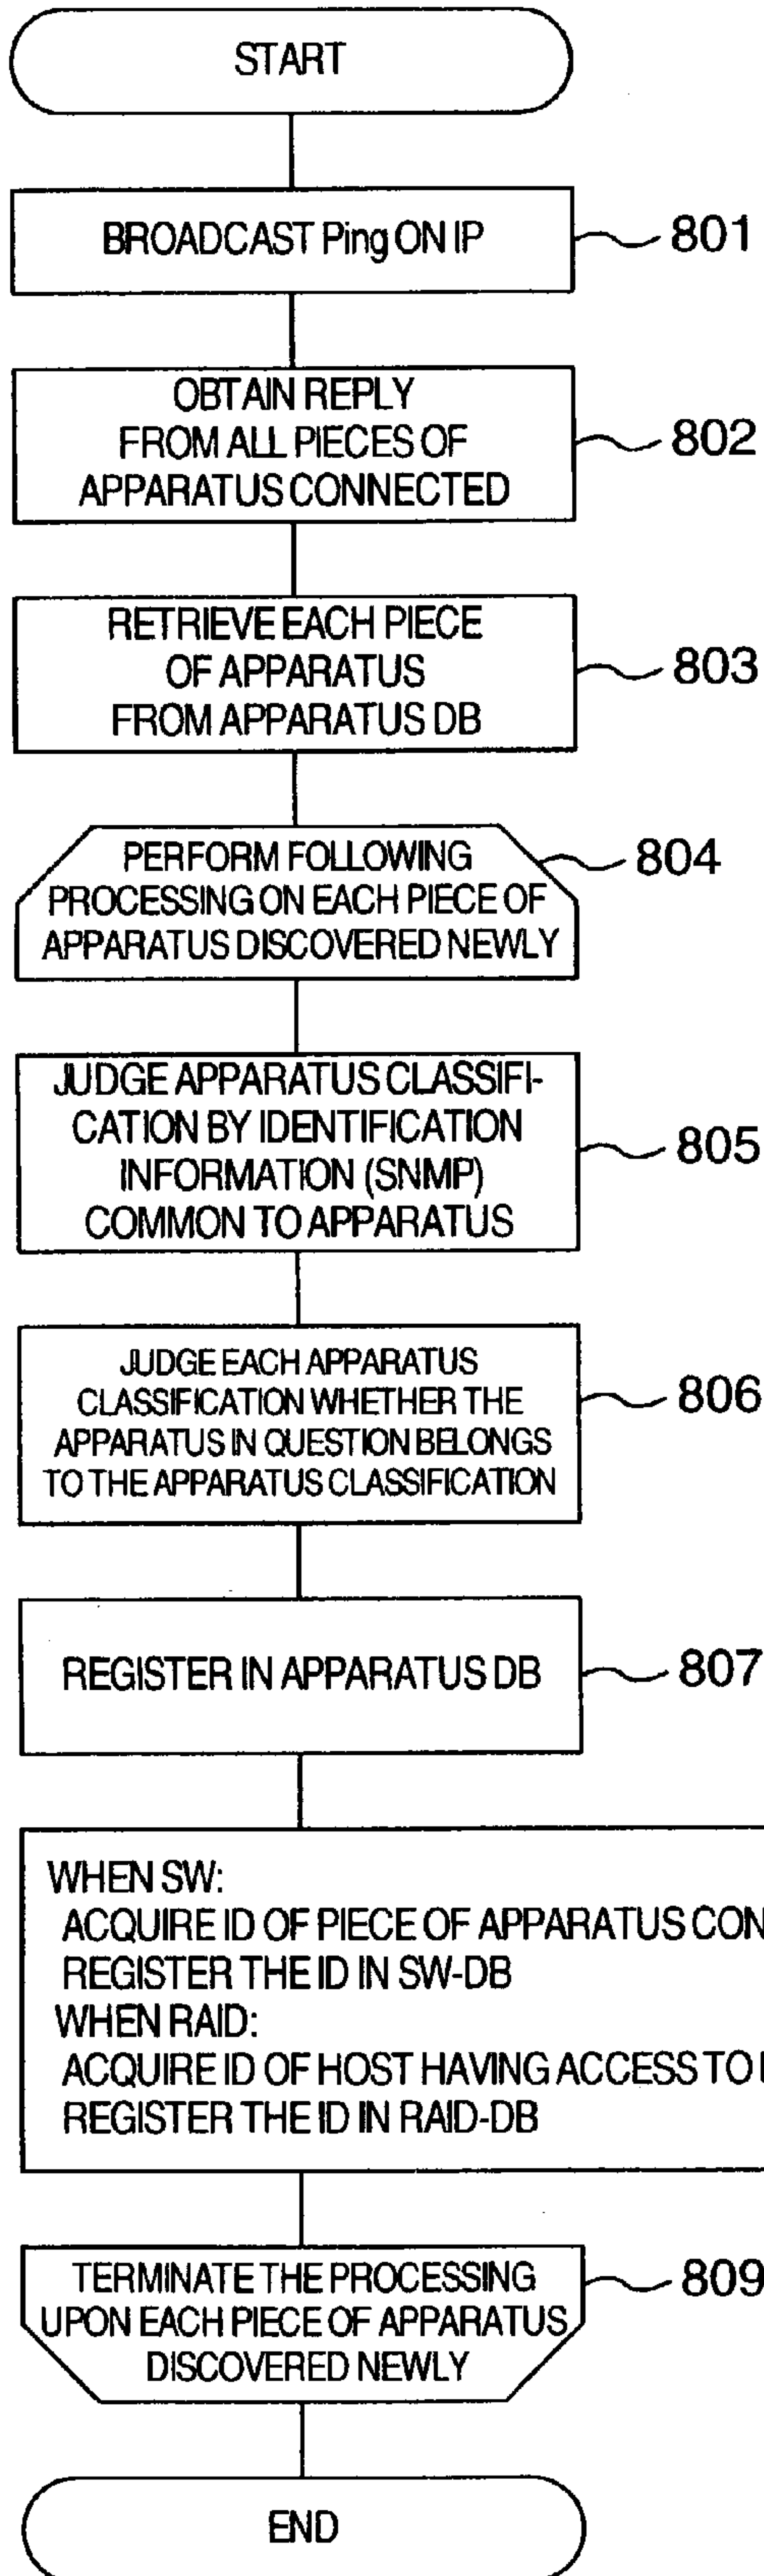 START
BROADCAST Ping ON IP
801
OBTAIN REPLY
FROM ALL PIECES OF
APPARATUS CONNECTED
802
RETRIEVE EACH PIECE
OF APPARATUS
FROM APPARATUS DB
803
PERFORM FOLLOWING
PROCESSING ON EACH PIECE OF
APPARATUS DISCOVERED NEWLY
804
JUDGE APPARATUS CLASSIFI-
CATION BY IDENTIFICATION
INFORMATION (SNMP)
COMMON TO APPARATUS
805
JUDGE EACH APPARATUS
CLASSIFICATION WHETHER THE
APPARATUS IN QUESTION BELONGS
TO THE APPARATUS CLASSIFICATION
806
REGISTER IN APPARATUS DB
807
WHEN SW:
ACQUIRE ID OF PIECE OF APPARATUS
REGISTER THE ID IN SW-DB
WHEN RAID:
ACQUIRE ID OF HOST HAVING ACCESS TO
REGISTER THE ID IN RAID-DB
TERMINATE THE PROCESSING
UPON EACH PIECE OF APPARATUS
DISCOVERED NEWLY
809
END